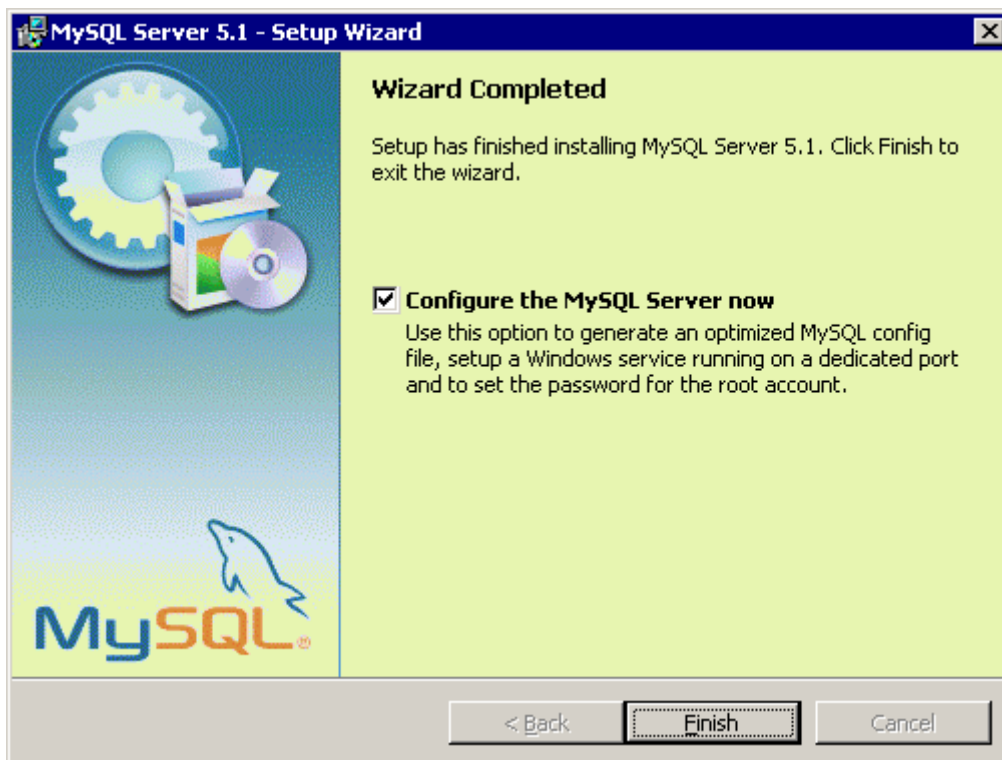 MySQL Server 5.1 - Setup Wizard
Wizard Completed
Setup has finished installing MySQL Server 5.1. Click Finish to
exit the wizard.
Configure the MySQL Server now
Use this option to generate an optimized MySQL config
file, setup a Windows service running on a dedicated port
and to set the password for the root account.
MySQL®
< Back
Finish
Cancel